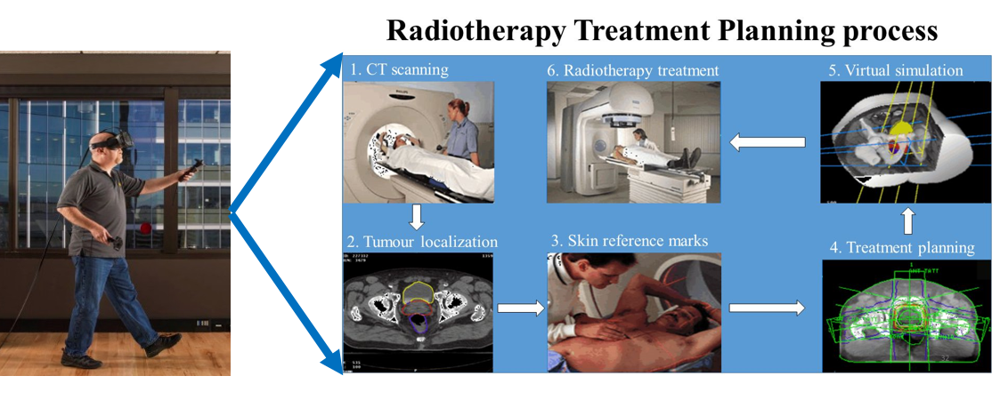 Radiotherapy Treatment Planning process
1. CT scanning
6. Radiotherapy treatment
5. Virtual simulation
PHILIPS
2. Tumour localization
3. Skin reference marks
4. Treatment planning